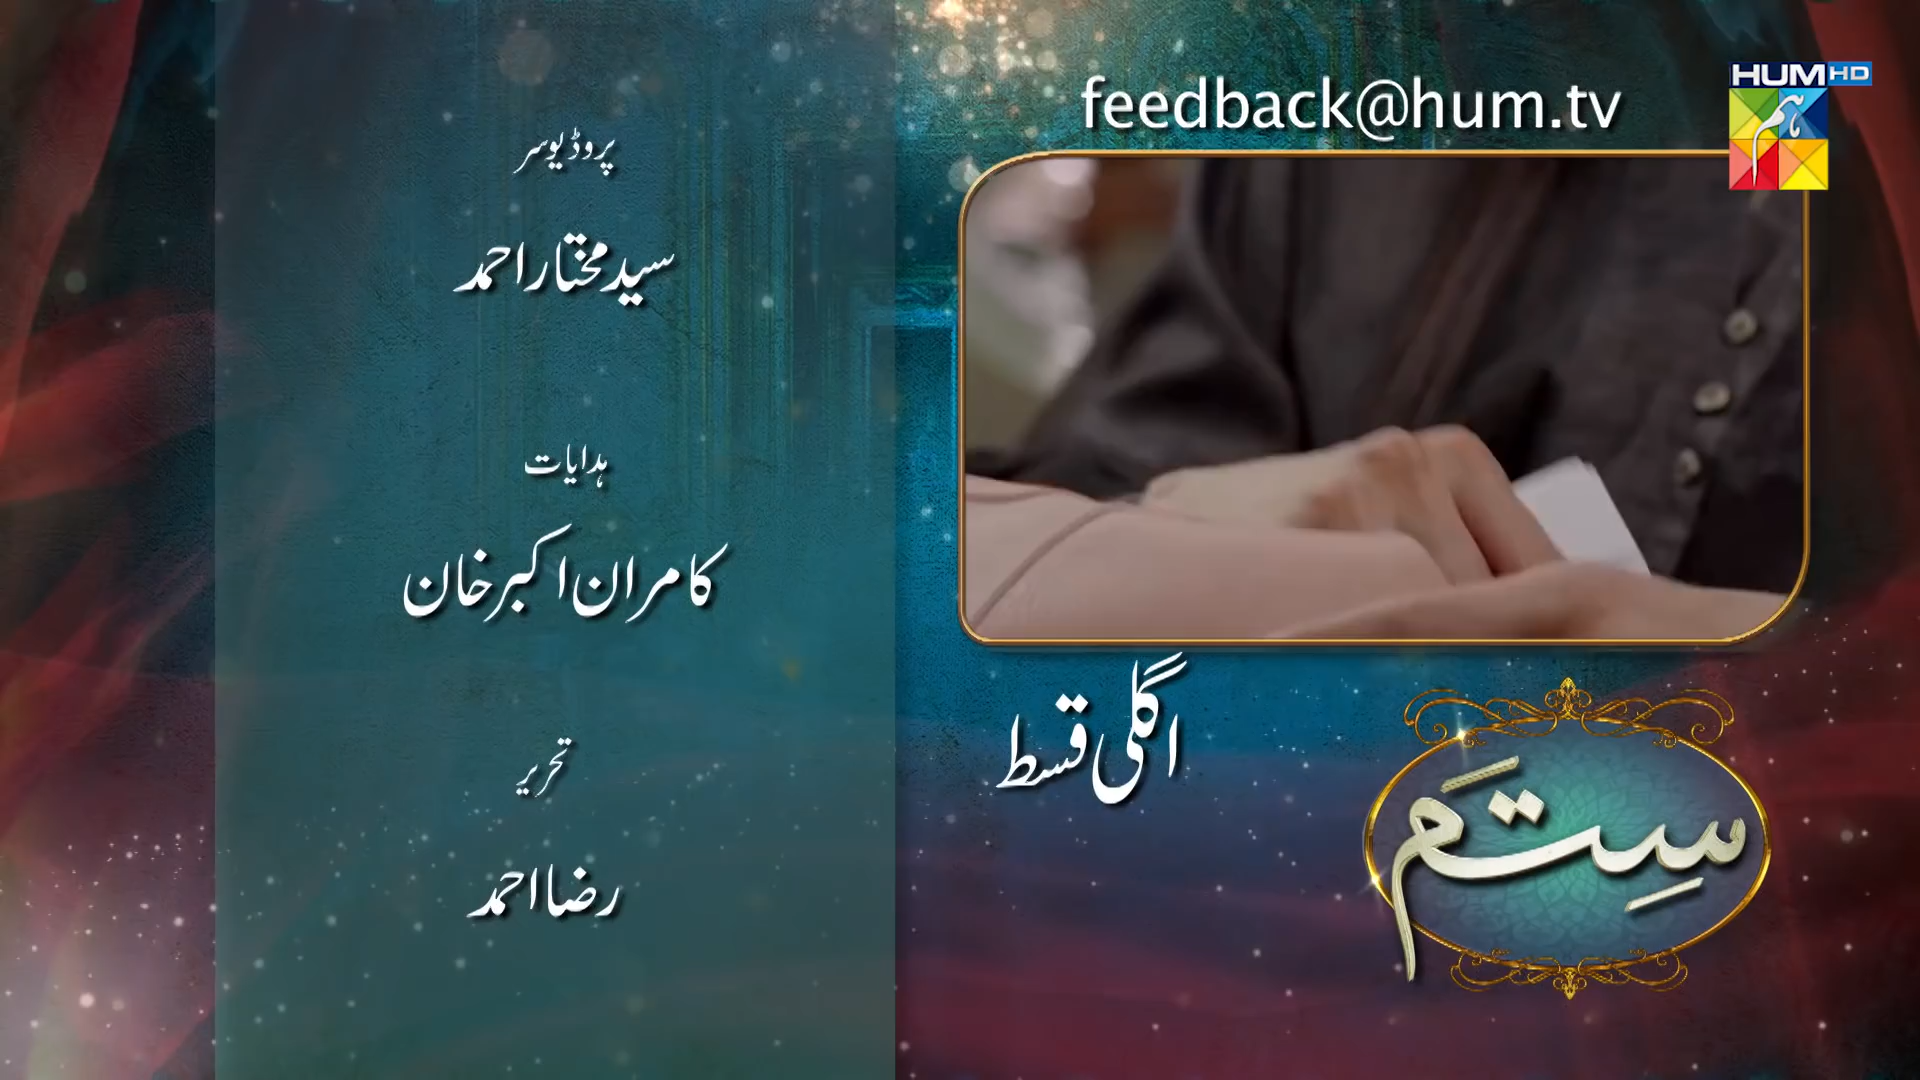 پروڈیوسر
سید مختار احمد
ہدایات
کامران اکبر خان
تحریر
رضا احمد
feedback@hum.tv
HUM HD
ہم
اگلی قسط
سِتَم